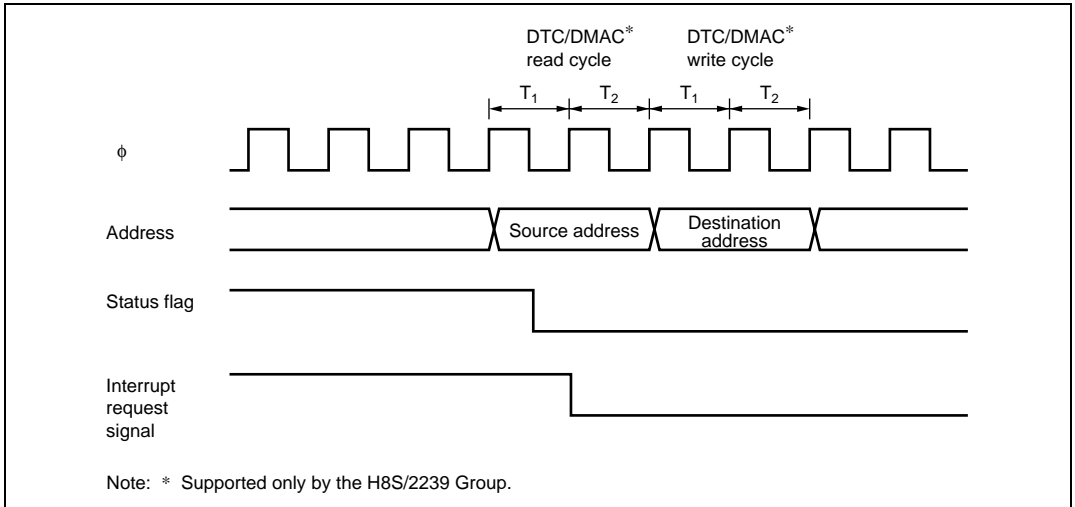 DTC/DMAC* DTC/DMAC*
read cycle write cycle
T1 T2 T1 T2
ϕ
Address
Source address
Destination
address
Status flag
Interrupt
request
signal
Note: * Supported only by the H8S/2239 Group.